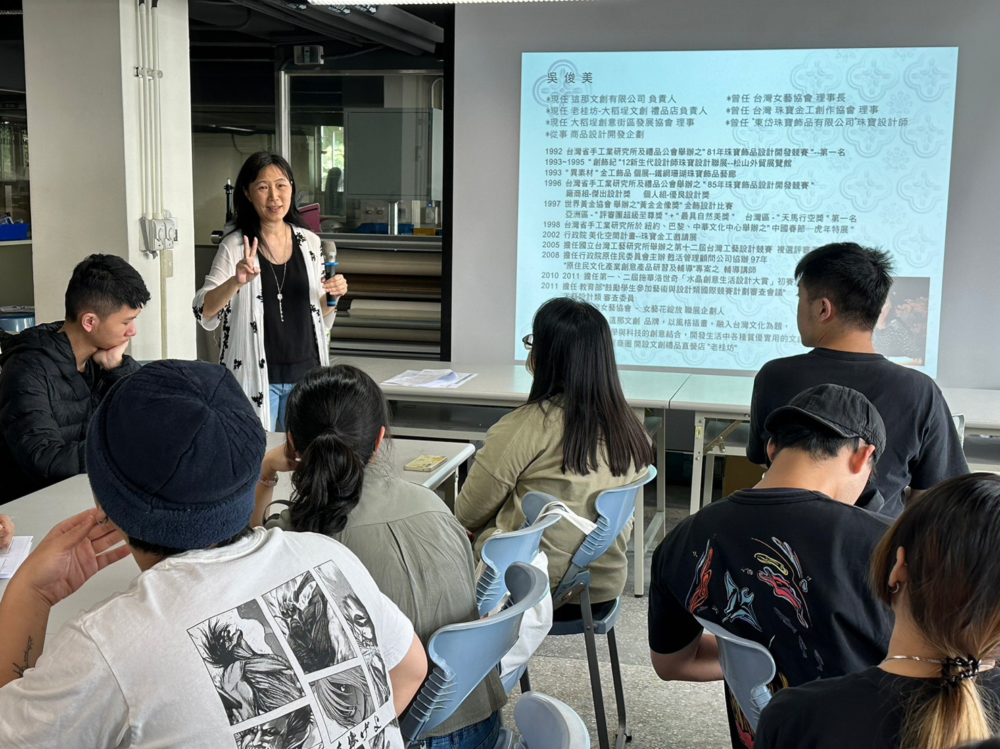 吳俊美
*現任 這那文創有限公司 負責人
*現任 老桂坊-大稻埕文創 禮品店負責人
*現任 大稻埕創意街區發展協會 理事
*從事 商品設計開發企劃
*曾任 台灣女藝協會 理事長
*曾任 台灣 珠寶金工創作協會 理事
*曾任 "東岱珠寶飾品有限公司"珠寶設計師
1992 台灣省手工業研究所及禮品公會舉辦之" 81年珠寶飾品設計開發競賽 "--第一名
1993~1995 " 創飾紀 "12新生代設計師珠寶設計聯展--松山外貿展覽館
1993 " 異素材 " 金工飾品 個展--鐵網珊瑚珠寶飾品藝廊
1996 台灣省手工業研究所及禮品公會舉辦之" 85年珠寶飾品設計開發競賽 "
廠商組-傑出設計獎 個人組-優良設計獎
1997 世界黃金協會 舉辦之"黃金金像獎" 金飾設計比賽
亞洲區 - "評審團超級至尊獎 " + " 最具自然美獎 " 台灣區 - " 天馬行空獎 " 第一名
1998 台灣省手工業研究所於 紐約、巴黎、中華文化中心舉辦之" 中國春節—虎年特展 "
2002 行政院 美化空間計畫--珠寶金工邀請展
2005 擔任國立台灣工藝研究所舉辦之第十二屆台灣工藝設計競賽 複選評審
2008 擔任行政院原住民委員會主辦 甦活管理顧問公司協辦 97年
"原住民文化產業創意產品研習及輔導"專案之 輔導講師
2010 2011 擔任第一、二屆施華洛世奇「水晶創意生活設計大賞」初賽
2011 擔任 教育部"鼓勵學生參加藝術與設計類國際競賽計劃審查會議"
藝設計類 審查委員
女藝協會 - 女藝花綻放 聯展企劃人
這那文創 品牌，以風格插畫，融入台灣文化為題，
學與科技的創意結合，開發生活中各種質優實用的文
商圈 開設文創禮品直營店 "老桂坊"